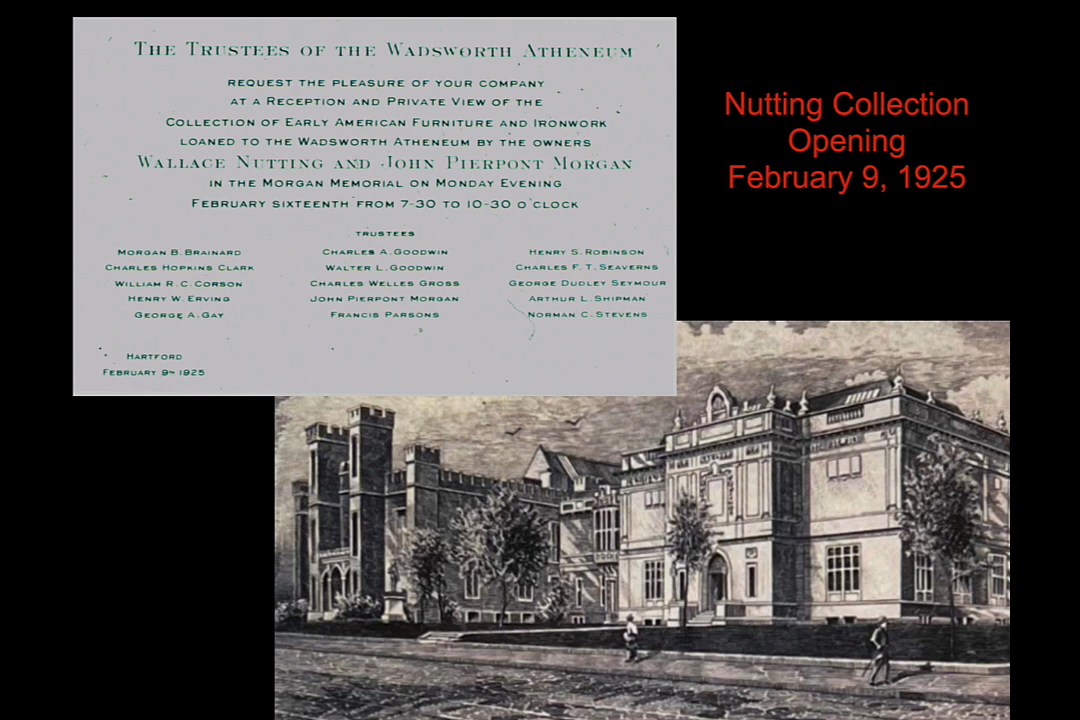 THE TRUSTEES OF THE WADSWORTH ATHENEUM
REQUEST THE PLEASURE OF YOUR COMPANY
AT A RECEPTION AND PRIVATE VIEW OF THE
COLLECTION OF EARLY AMERICAN FURNITURE AND IRONWORK
LOANED TO THE WADSWORTH ATHENEUM BY THE OWNERS
WALLACE NUTTING AND JOHN PIERPONT MORGAN
IN THE MORGAN MEMORIAL ON MONDAY EVENING
FEBRUARY SIXTEENTH FROM 7-30 TO 10-30 O'CLOCK
TRUSTEES
MORGAN B. BRAINARD
CHARLES HOPKINS CLARK
WILLIAM R. C. CORSON
HENRY W. ERVING
GEORGE A. GAY
CHARLES A. GOODWIN
WALTER L. GOODWIN
CHARLES WELLES GROSS
JOHN PIERPONT MORGAN
FRANCIS PARSONS
HENRY S. ROBINSON
CHARLES F. T. SEAVERNS
GEORGE DUDLEY SEYMOUR
ARTHUR L. SHIPMAN
NORMAN C. STEVENS
HARTFORD
FEBRUARY 9TH 1925
Nutting Collection
Opening
February 9, 1925